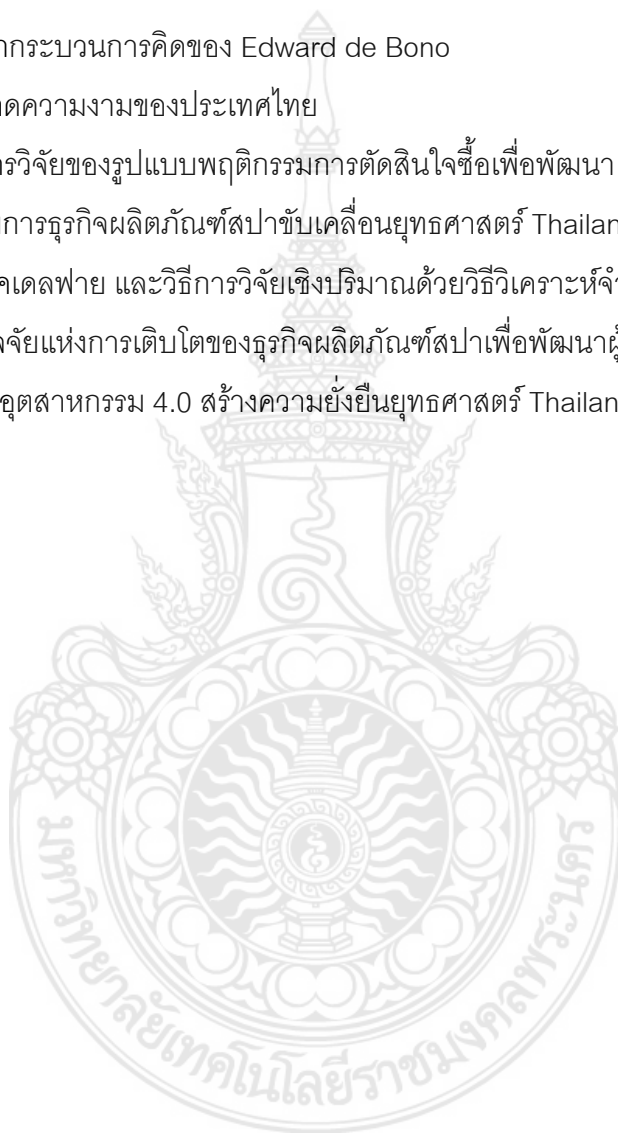 กระบวนการคิดของ Edward de Bono
ดความงามของประเทศไทย
รวิจัยของรูปแบบพฤติกรรมการตัดสินใจซื้อเพื่อพัฒนา
การธุรกิจผลิตภัณฑ์สปาขับเคลื่อนยุทธศาสตร์ Thailan
คเดลฟาย และวิธีการวิจัยเชิงปริมาณด้วยวิธีวิเคราะห์จำ
จัยแห่งการเติบโตของธุรกิจผลิตภัณฑ์สปาเพื่อพัฒนาผู้
อุตสาหกรรม 4.0 สร้างความยั่งยืนยุทธศาสตร์ Thailan
มหาวิทยาลัยเทคโนโลยีราชมงคลพระนคร